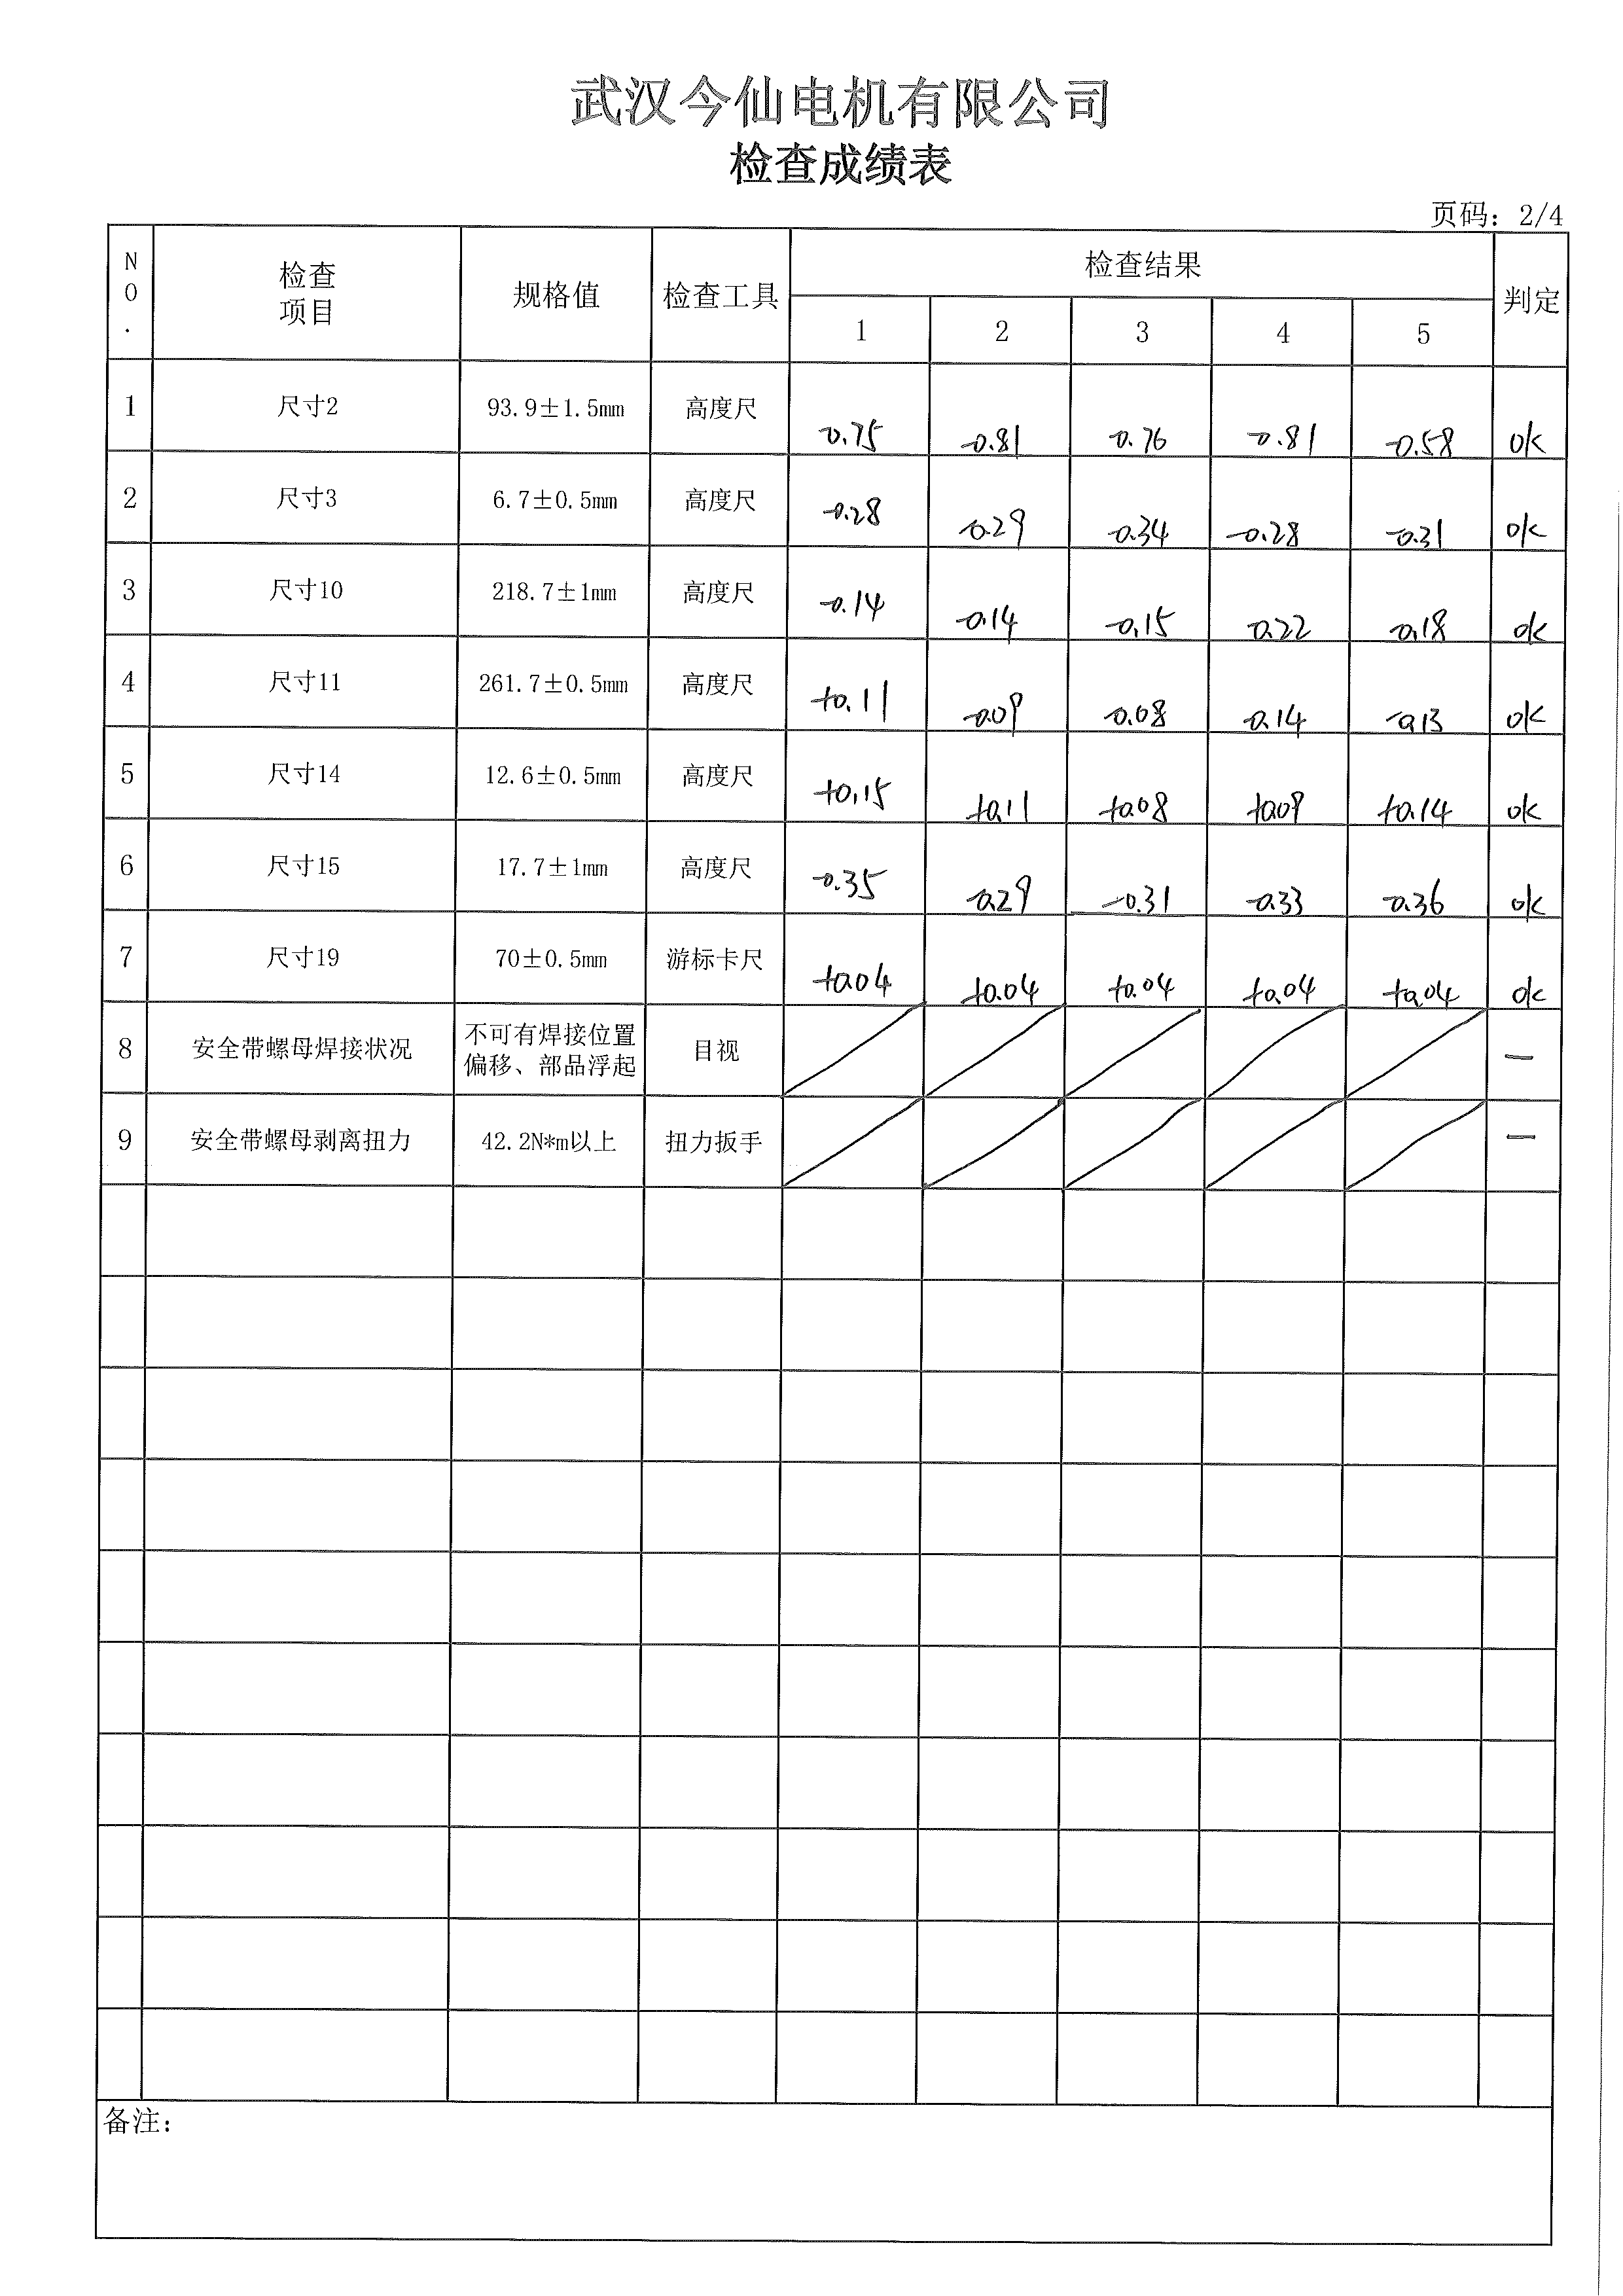 武汉今仙电机有限公司
检查成绩表
页码：2/4
NO. 检查项目 规格值 检查工具 检查结果 判定
1 2 3 4 5
1 尺寸2 93.9±1.5mm 高度尺 -0.75 -0.81 -0.76 -0.81 -0.58 ok
2 尺寸3 6.7±0.5mm 高度尺 -0.28 -0.29 -0.34 -0.28 -0.31 ok
3 尺寸10 218.7±1mm 高度尺 -0.14 -0.14 -0.15 -0.22 -0.18 ok
4 尺寸11 261.7±0.5mm 高度尺 +0.11 -0.09 -0.08 -0.14 -0.13 ok
5 尺寸14 12.6±0.5mm 高度尺 +0.15 +0.11 +0.08 +0.09 +0.14 ok
6 尺寸15 17.7±1mm 高度尺 -0.35 -0.29 -0.31 -0.33 -0.36 ok
7 尺寸19 70±0.5mm 游标卡尺 +0.04 +0.04 +0.04 +0.04 +0.04 ok
8 安全带螺母焊接状况 不可有焊接位置偏移、部品浮起 目视 —
9 安全带螺母剥离扭力 42.2N*m以上 扭力扳手 —
备注：